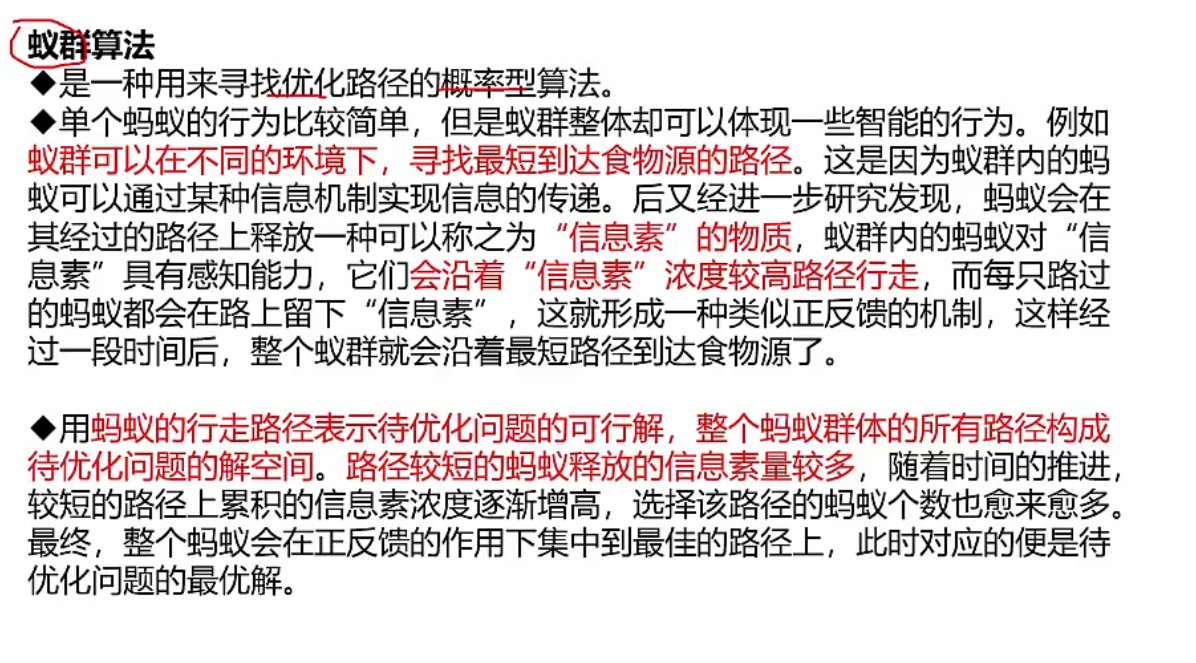 蚁群算法
◆是一种用来寻找优化路径的概率型算法。
◆单个蚂蚁的行为比较简单，但是蚁群整体却可以体现一些智能的行为。例如
蚁群可以在不同的环境下，寻找最短到达食物源的路径。这是因为蚁群内的蚂
蚁可以通过某种信息机制实现信息的传递。后又经进一步研究发现，蚂蚁会在
其经过的路径上释放一种可以称之为“信息素”的物质，蚁群内的蚂蚁对“信
息素”具有感知能力，它们会沿着“信息素”浓度较高路径行走，而每只路过
的蚂蚁都会在路上留下“信息素”，这就形成一种类似正反馈的机制，这样经
过一段时间后，整个蚁群就会沿着最短路径到达食物源了。
◆用蚂蚁的行走路径表示待优化问题的可行解，整个蚂蚁群体的所有路径构成
待优化问题的解空间。路径较短的蚂蚁释放的信息素量较多，随着时间的推进，
较短的路径上累积的信息素浓度逐渐增高，选择该路径的蚂蚁个数也愈来愈多。
最终，整个蚂蚁会在正反馈的作用下集中到最佳的路径上，此时对应的便是待
优化问题的最优解。